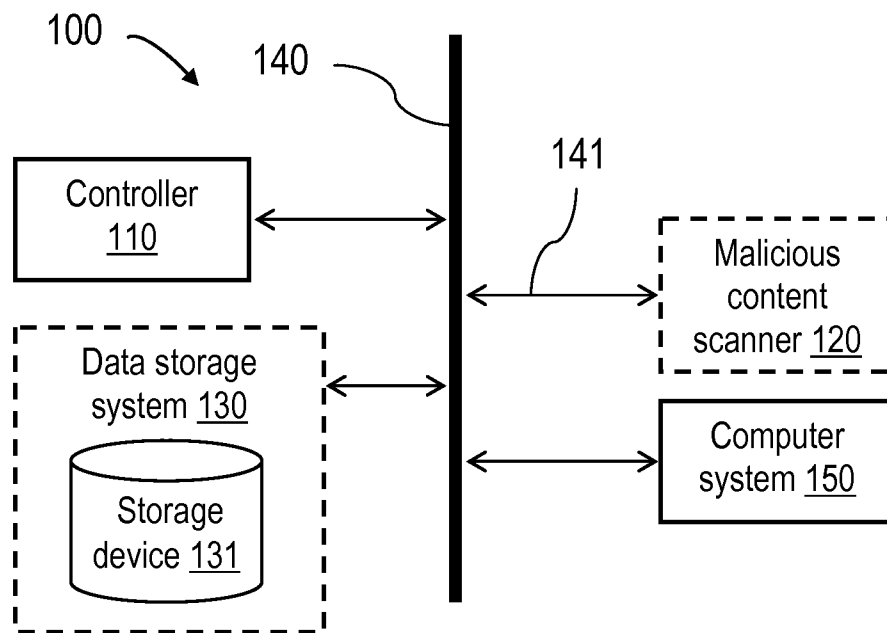 100
140
141
Controller
110
Malicious
content
scanner 120
Data storage
system 130
Storage
device 131
Computer
system 150